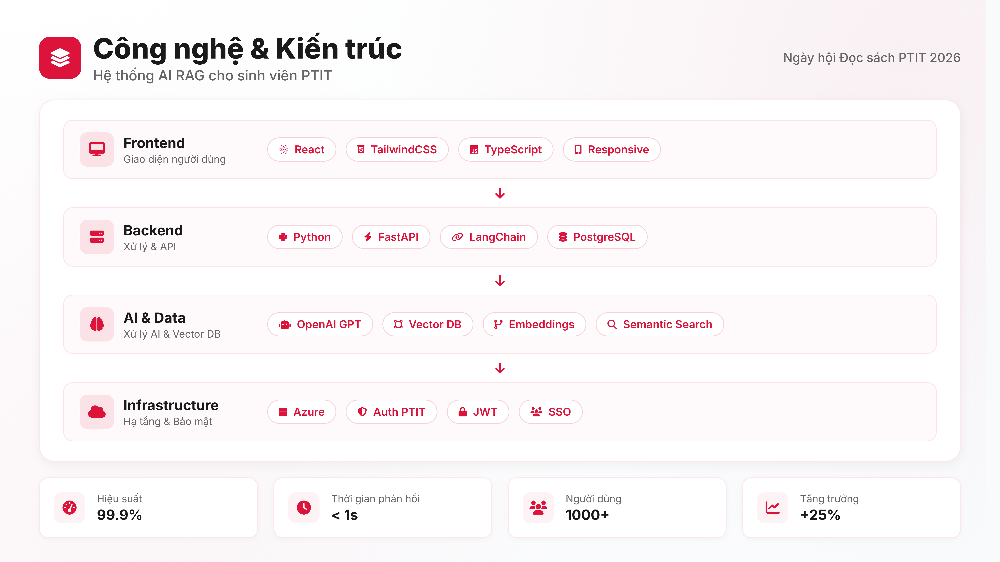 Công nghệ & Kiến trúc
Hệ thống AI RAG cho sinh viên PTIT
Ngày hội Đọc sách PTIT 2026
Frontend
Giao diện người dùng
React
TailwindCSS
JS
TypeScript
Responsive
Backend
Xử lý & API
Python
FastAPI
LangChain
PostgreSQL
AI & Data
Xử lý AI & Vector DB
OpenAI GPT
Vector DB
Embeddings
Semantic Search
Infrastructure
Hạ tầng & Bảo mật
Azure
Auth PTIT
JWT
SSO
Hiệu suất
99.9%
Thời gian phản hồi
< 1s
Người dùng
1000+
Tăng trưởng
+25%